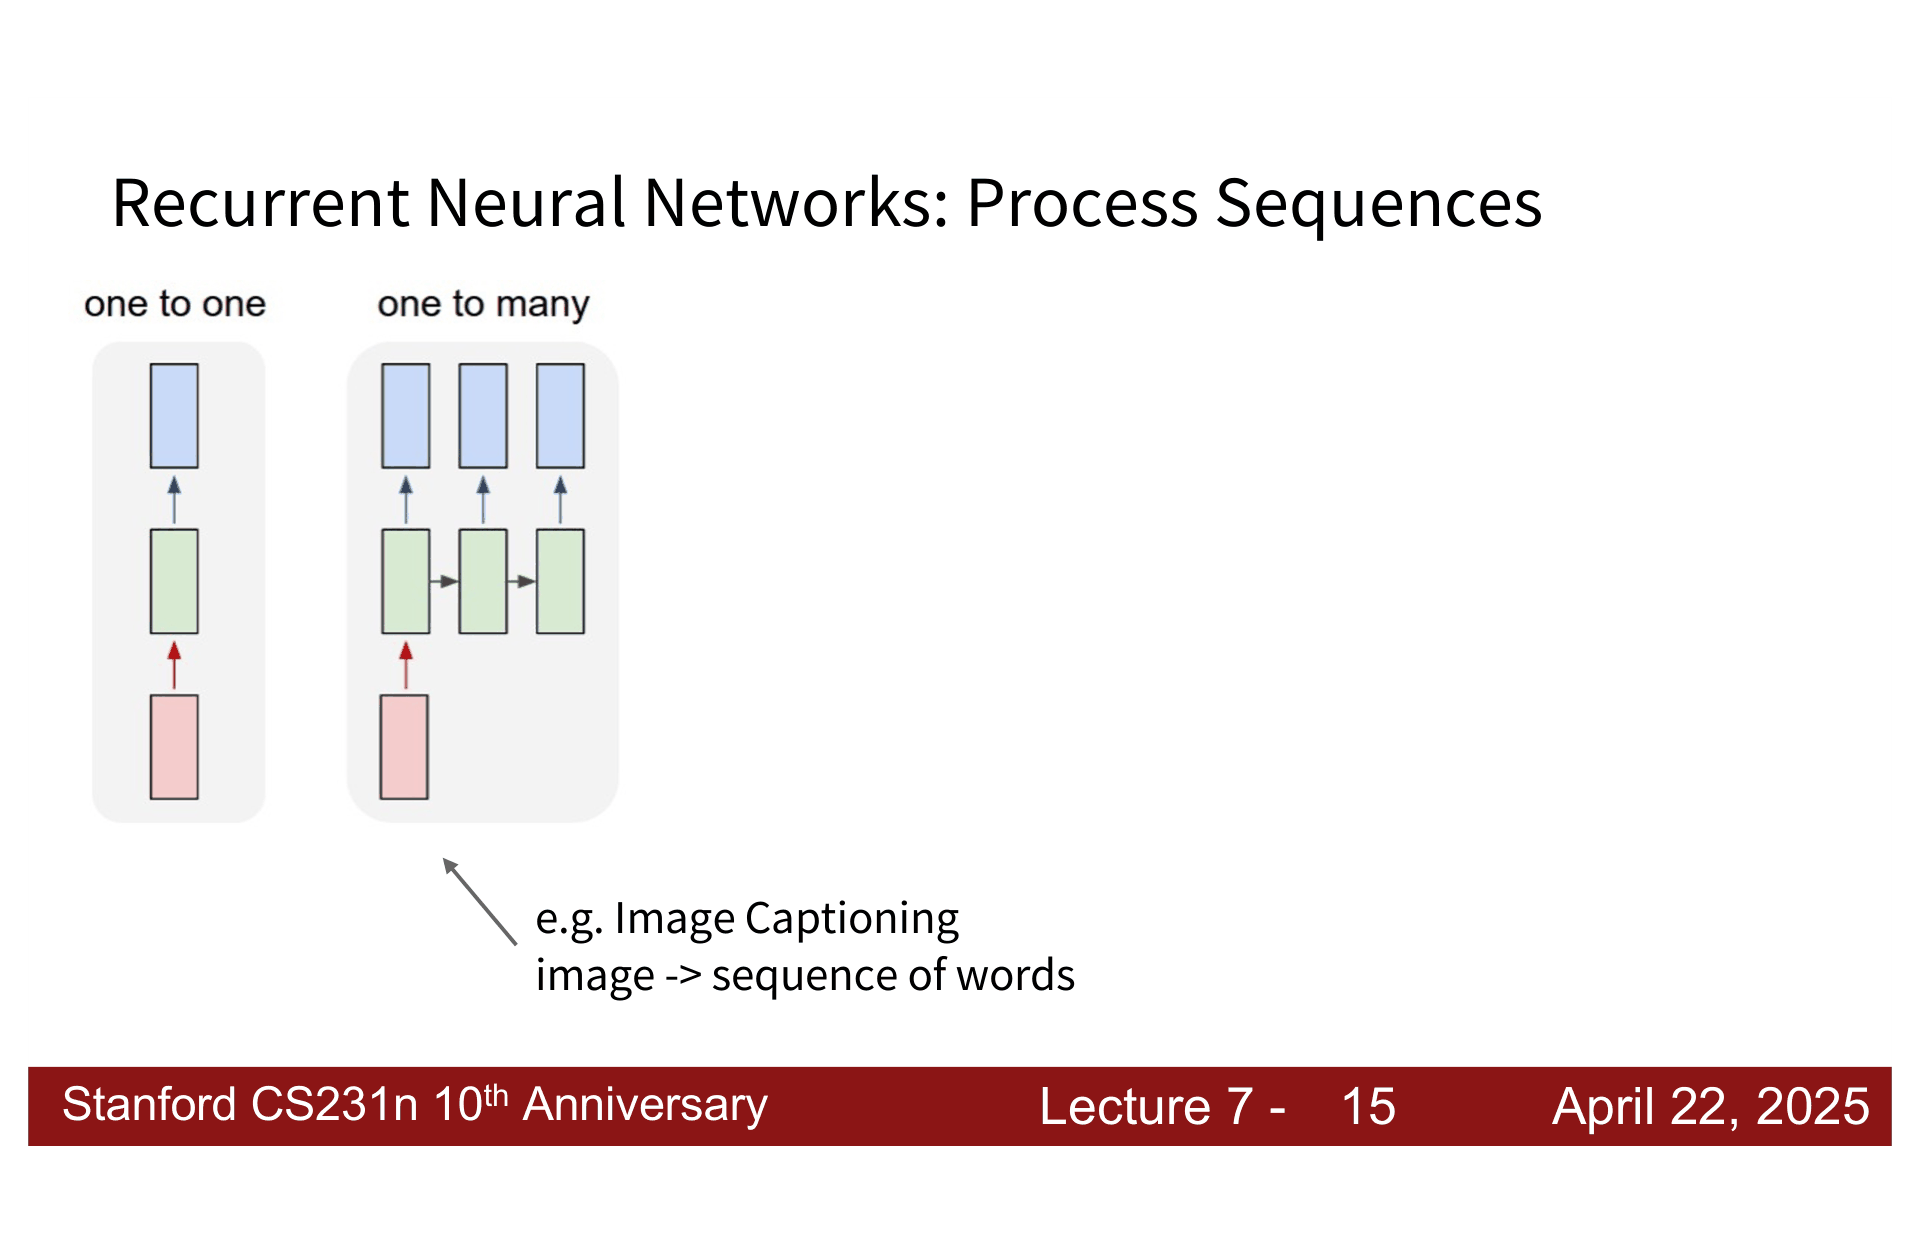 Recurrent Neural Networks: Process Sequences
one to one
one to many
e.g. Image Captioning
image -> sequence of words
Stanford CS231n 10th Anniversary
Lecture 7 - 15
April 22, 2025